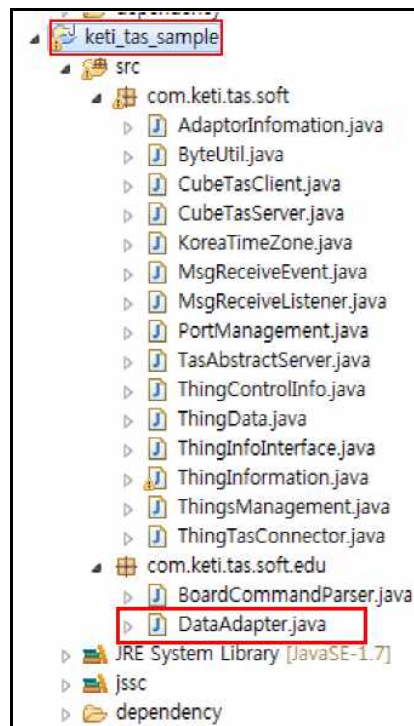 dependency
keti_tas_sample
src
com.keti.tas.soft
AdaptorInfomation.java
ByteUtil.java
CubeTasClient.java
CubeTasServer.java
KoreaTimeZone.java
MsgReceiveEvent.java
MsgReceiveListener.java
PortManagement.java
TasAbstractServer.java
ThingControlInfo.java
ThingData.java
ThingInfoInterface.java
ThingInformation.java
ThingsManagement.java
ThingTasConnector.java
com.keti.tas.soft.edu
BoardCommandParser.java
DataAdapter.java
JRE System Library [JavaSE-1.7]
jssc
dependency